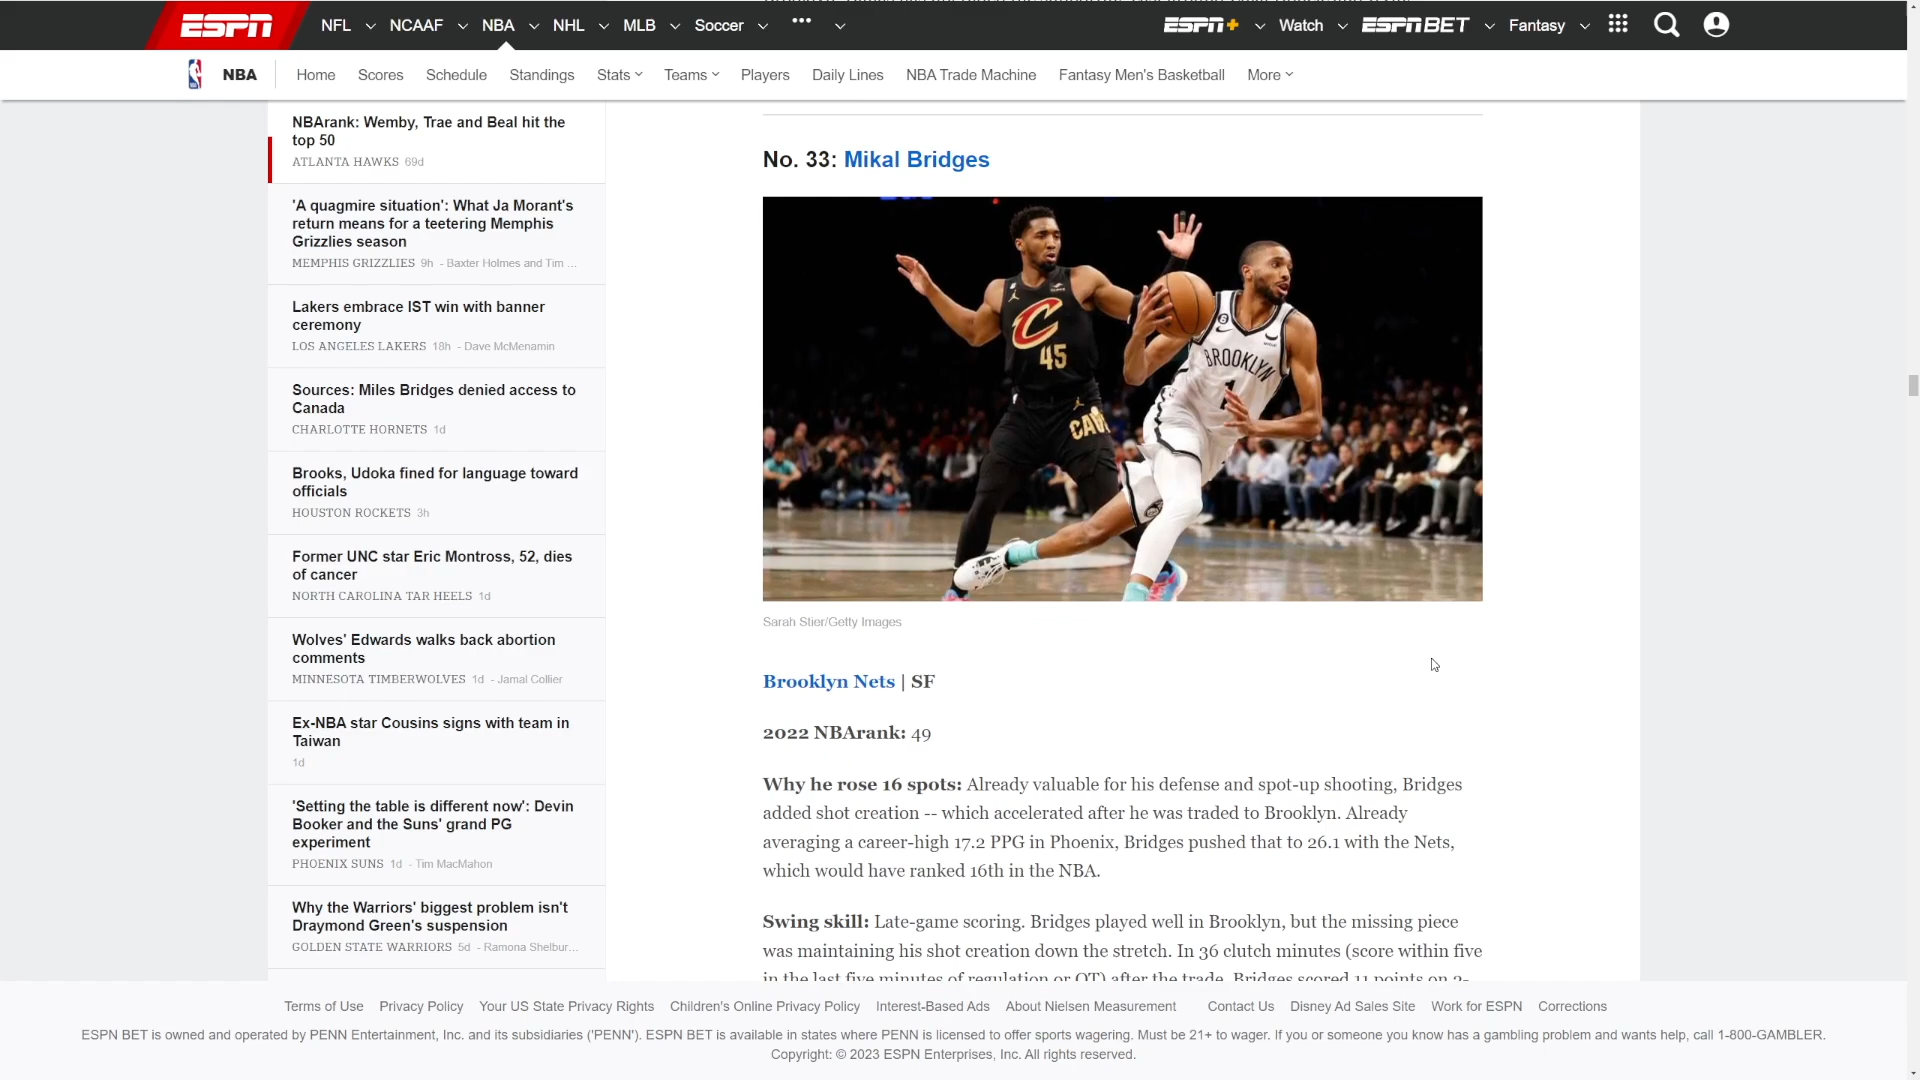 ESPN NFL NCAAF NBA NHL MLB Soccer ••• ESPN+ Watch ESPN BET Fantasy
NBA Home Scores Schedule Standings Stats Teams Players Daily Lines NBA Trade Machine Fantasy Men's Basketball More
NBArank: Wemby, Trae and Beal hit the
top 50
ATLANTA HAWKS 69d
'A quagmire situation': What Ja Morant's
return means for a teetering Memphis
Grizzlies season
MEMPHIS GRIZZLIES 9h - Baxter Holmes and Tim ...
Lakers embrace IST win with banner
ceremony
LOS ANGELES LAKERS 18h - Dave McMenamin
Sources: Miles Bridges denied access to
Canada
CHARLOTTE HORNETS 1d
Brooks, Udoka fined for language toward
officials
HOUSTON ROCKETS 3h
Former UNC star Eric Montross, 52, dies
of cancer
NORTH CAROLINA TAR HEELS 1d
Wolves' Edwards walks back abortion
comments
MINNESOTA TIMBERWOLVES 1d - Jamal Collier
Ex-NBA star Cousins signs with team in
Taiwan
1d
'Setting the table is different now': Devin
Booker and the Suns' grand PG
experiment
PHOENIX SUNS 1d - Tim MacMahon
Why the Warriors' biggest problem isn't
Draymond Green's suspension
GOLDEN STATE WARRIORS 5d - Ramona Shelbur...
No. 33: Mikal Bridges
C
45
CAV
6
BROOKLYN
1
Sarah Stier/Getty Images
Brooklyn Nets | SF
2022 NBArank: 49
Why he rose 16 spots: Already valuable for his defense and spot-up shooting, Bridges
added shot creation -- which accelerated after he was traded to Brooklyn. Already
averaging a career-high 17.2 PPG in Phoenix, Bridges pushed that to 26.1 with the Nets,
which would have ranked 16th in the NBA.
Swing skill: Late-game scoring. Bridges played well in Brooklyn, but the missing piece
was maintaining his shot creation down the stretch. In 36 clutch minutes (score within five
in the last five minutes of regulation or OT) after the trade, Bridges scored 11 points on 3-
Terms of Use Privacy Policy Your US State Privacy Rights Children's Online Privacy Policy Interest-Based Ads About Nielsen Measurement Contact Us Disney Ad Sales Site Work for ESPN Corrections
ESPN BET is owned and operated by PENN Entertainment, Inc. and its subsidiaries ('PENN'). ESPN BET is available in states where PENN is licensed to offer sports wagering. Must be 21+ to wager. If you or someone you know has a gambling problem and wants help, call 1-800-GAMBLER.
Copyright: © 2023 ESPN Enterprises, Inc. All rights reserved.